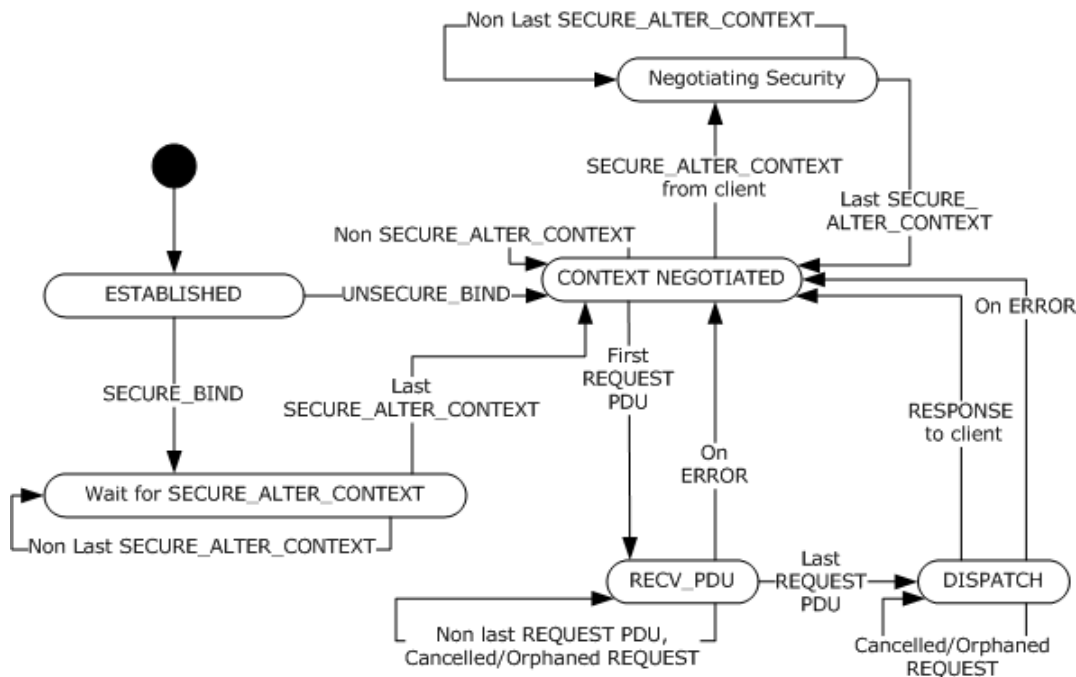 Non Last SECURE_ALTER_CONTEXT
Negotiating Security
SECURE_ALTER_CONTEXT
from client
Last SECURE_
ALTER_CONTEXT
Non SECURE_ALTER_CONTEXT
ESTABLISHED
UNSECURE_BIND
CONTEXT NEGOTIATED
On ERROR
First
REQUEST
PDU
SECURE_BIND
Last
SECURE_ALTER_CONTEXT
RESPONSE
to client
On
ERROR
Wait for SECURE_ALTER_CONTEXT
Non Last SECURE_ALTER_CONTEXT
RECV_PDU
Last
REQUEST
PDU
DISPATCH
Non last REQUEST PDU,
Cancelled/Orphaned REQUEST
Cancelled/Orphaned
REQUEST